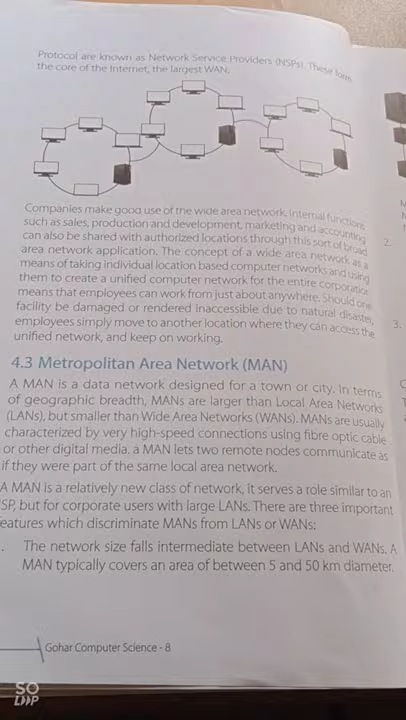 Protocol are known as Network Service Providers (NSPs). These form
the core of the Internet, the largest WAN.
Companies make good use of the wide area network. Internal functions
such as sales, production and development, marketing and accounting
can also be shared with authorized locations through this sort of broad
area network application. The concept of a wide area network as a
means of taking individual location based computer networks and using
them to create a unified computer network for the entire corporation
means that employees can work from just about anywhere. Should one
facility be damaged or rendered inaccessible due to natural disaster,
employees simply move to another location where they can access the
unified network, and keep on working.
4.3 Metropolitan Area Network (MAN)
A MAN is a data network designed for a town or city. In terms
of geographic breadth, MANs are larger than Local Area Networks
(LANs), but smaller than Wide Area Networks (WANs). MANs are usually
characterized by very high-speed connections using fibre optic cable
or other digital media. a MAN lets two remote nodes communicate as
if they were part of the same local area network.
A MAN is a relatively new class of network, it serves a role similar to an
SP, but for corporate users with large LANs. There are three important
eatures which discriminate MANs from LANs or WANs:
. The network size falls intermediate between LANs and WANs. A
MAN typically covers an area of between 5 and 50 km diameter.
Gohar Computer Science - 8
2.
3.
SO
LOOP